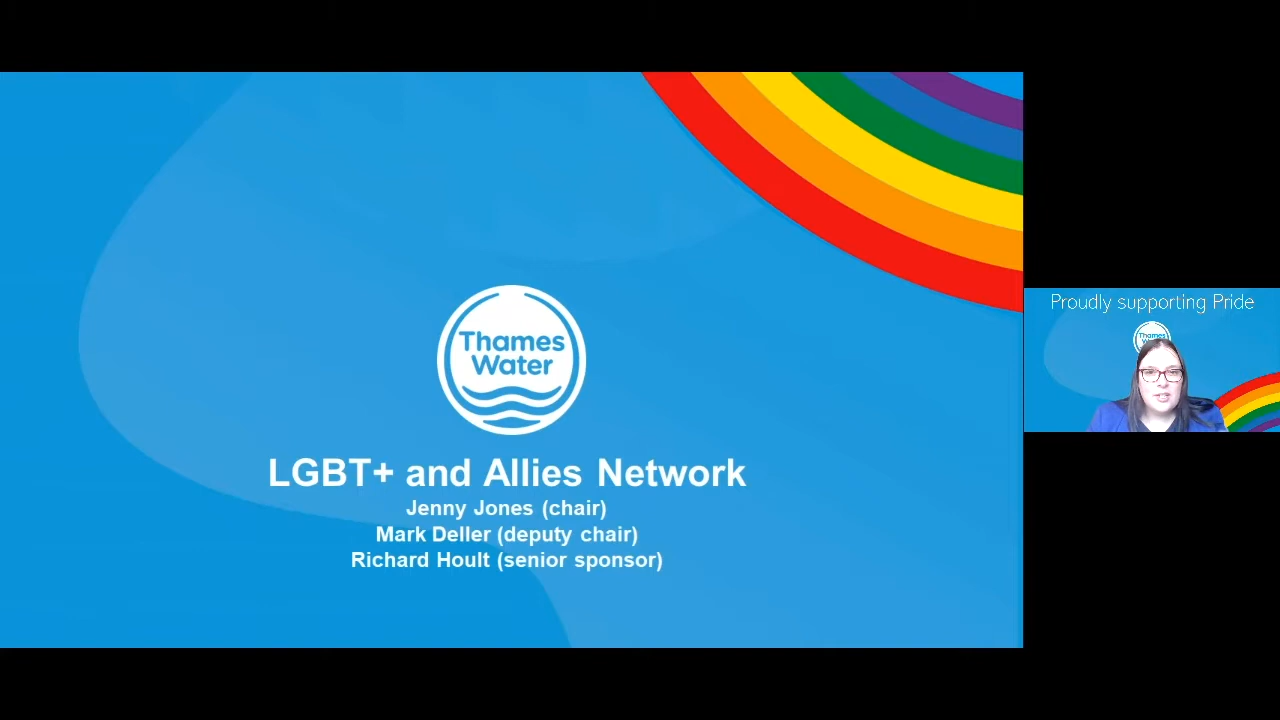 Thames
Water
LGBT+ and Allies Network
Jenny Jones (chair)
Mark Deller (deputy chair)
Richard Hoult (senior sponsor)
Proudly supporting Pride
Thames